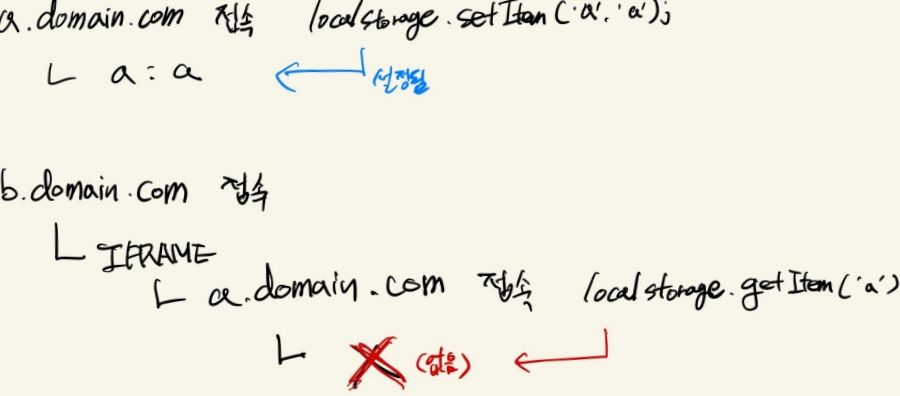 a.domain.com 접속 localstorage.setItem('a', 'a');
ㄴ a : a 설정됨
b.domain.com 접속
ㄴ IFRAME
ㄴ a.domain.com 접속 localstorage.getItem('a')
ㄴ X (없음)